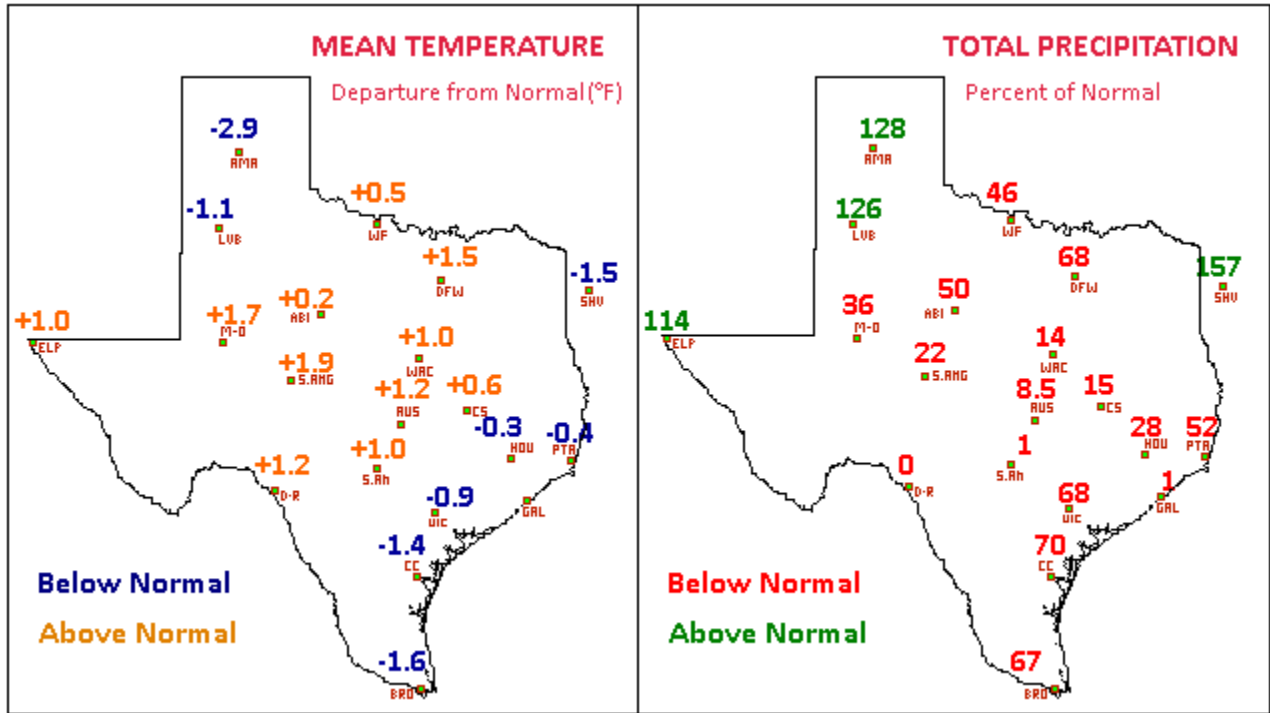 MEAN TEMPERATURE
Departure from Normal(°F)
-2.9
AMA
-1.1
LUB
+0.5
WF
+1.5
DFW
-1.5
SHV
+0.2
ABI
+1.7
M-O
+1.0
ELP
+1.9
S.ANG
+1.0
WAC
+1.2
AUS
+0.6
CS
-0.3
HOU
-0.4
PTA
+1.0
S.An
+1.2
D-R
-0.9
VIC
GAL
-1.4
CC
-1.6
BRO
Below Normal
Above Normal
TOTAL PRECIPITATION
Percent of Normal
128
AMA
126
LUB
46
WF
68
DFW
157
SHV
50
ABI
36
M-O
114
ELP
22
S.ANG
14
WAC
8.5
AUS
15
CS
28
HOU
52
PTA
1
S.An
0
D-R
68
VIC
1
GAL
70
CC
67
BRO
Below Normal
Above Normal